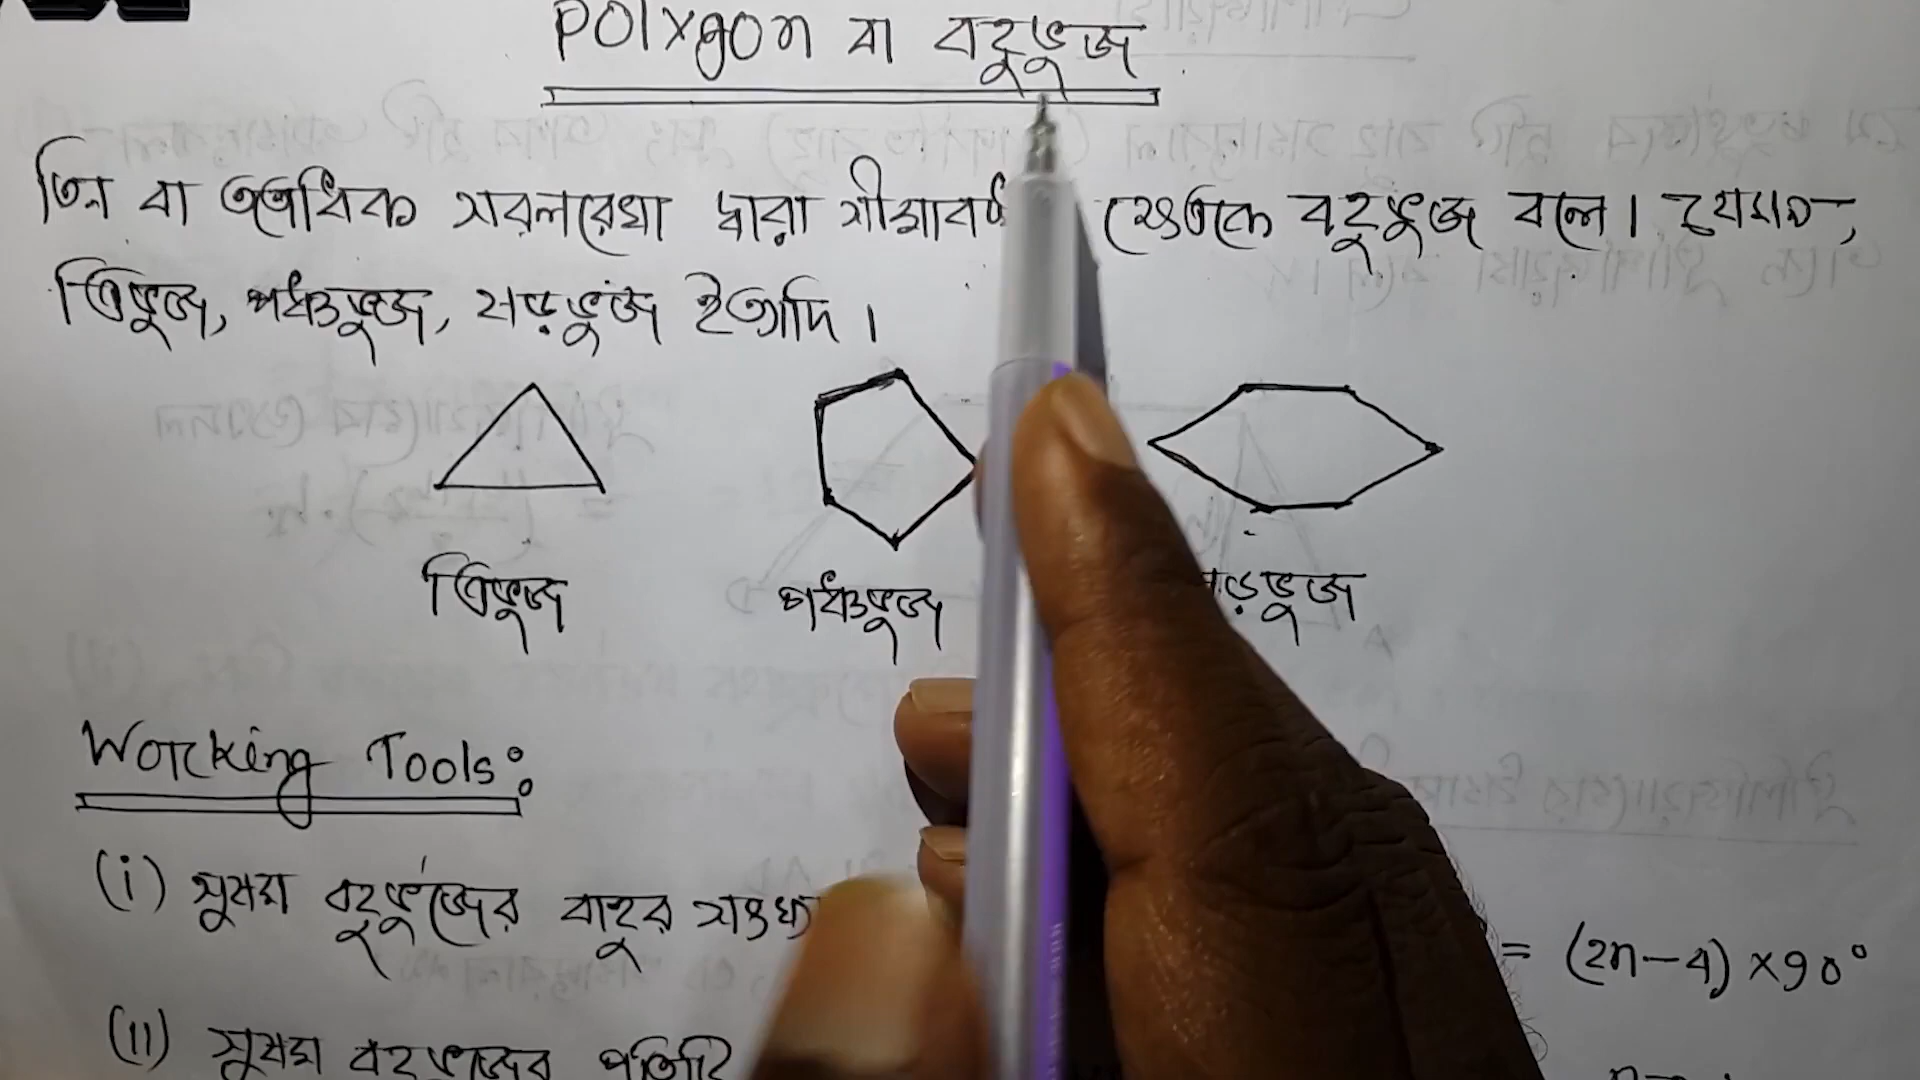 Polygon বা বহুভুজ
তিন বা ততোধিক সরলরেখা দ্বারা সীমাবদ্ধ ক্ষেত্রকে বহুভুজ বলে। যেমন,
ত্রিভুজ, পঞ্চভুজ, ষড়ভুজ ইত্যাদি।
ত্রিভুজ পঞ্চভুজ ষড়ভুজ
Working Tools:
(i) সুষম বহুভুজের বাহুর সংখ্যা = (2n-4) ×90°
(ii) সুষম বহুভুজের প্রতিটি